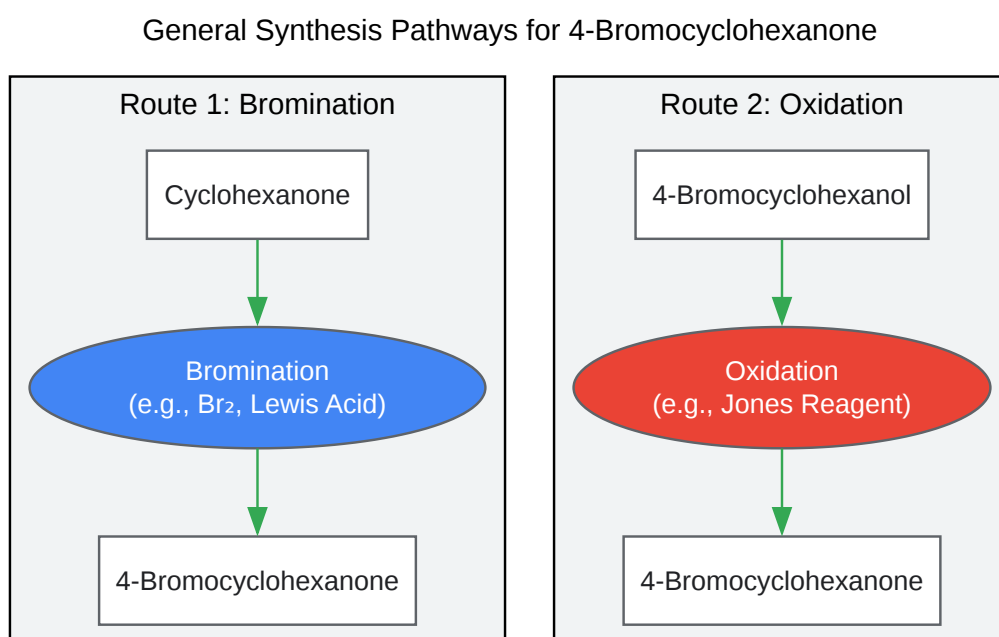 General Synthesis Pathways for 4-Bromocyclohexanone
Route 1: Bromination
Cyclohexanone
Bromination
(e.g., Br₂, Lewis Acid)
4-Bromocyclohexanone
Route 2: Oxidation
4-Bromocyclohexanol
Oxidation
(e.g., Jones Reagent)
4-Bromocyclohexanone